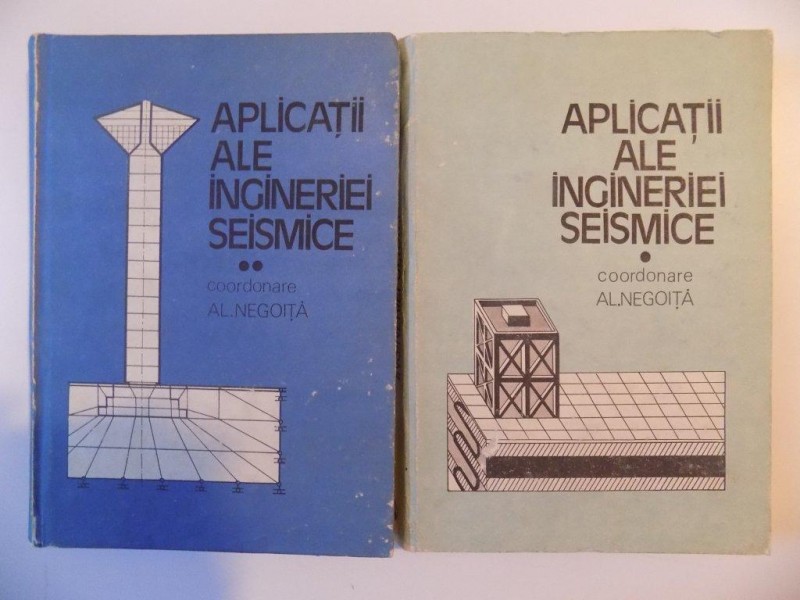 APLICAȚII
ALE
INGINERIEI
SEISMICE
••
coordonare
AL.NEGOIȚĂ
APLICAȚII
ALE
INGINERIEI
SEISMICE
•
coordonare
AL.NEGOIȚĂ